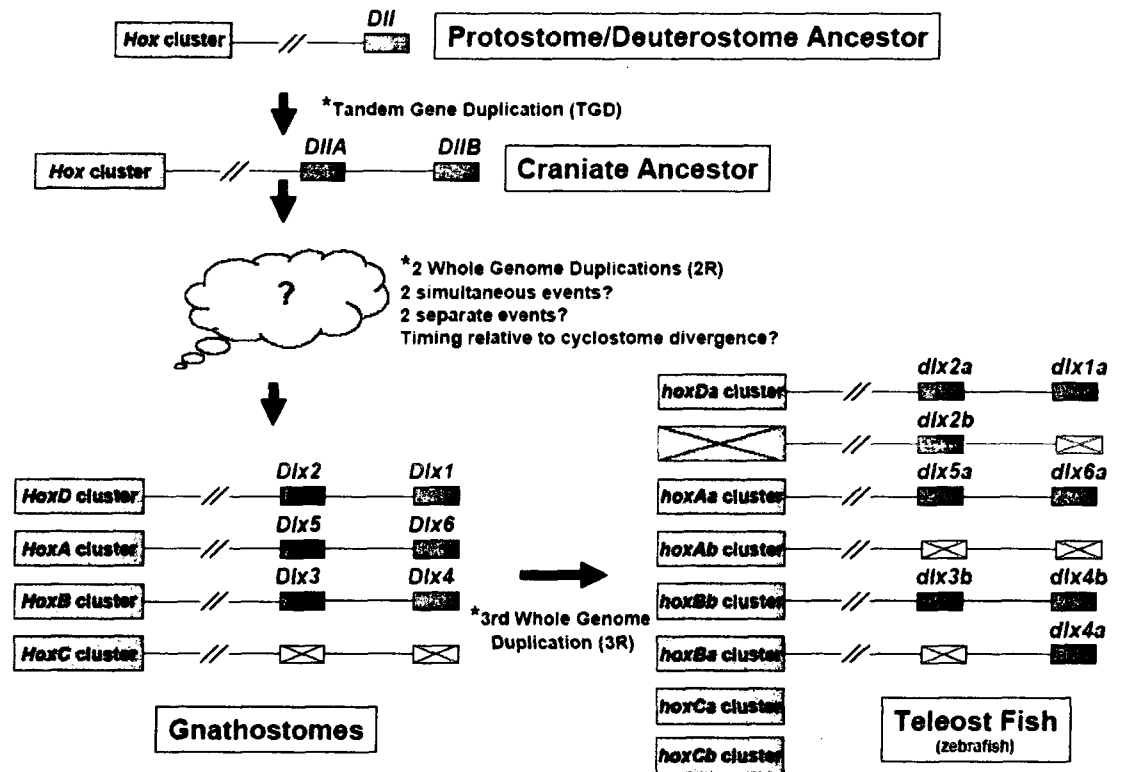 Dll
Hox cluster
Protostome/Deuterostome Ancestor
*Tandem Gene Duplication (TGD)
DllA DllB
Hox cluster
Craniate Ancestor
?
*2 Whole Genome Duplications (2R)
2 simultaneous events?
2 separate events?
Timing relative to cyclostome divergence?
Dlx2 Dlx1
HoxD cluster
Dlx5 Dlx6
HoxA cluster
Dlx3 Dlx4
HoxB cluster
HoxC cluster
Gnathostomes
*3rd Whole Genome
Duplication (3R)
dlx2a dlx1a
hoxDa cluster
dlx2b
dlx5a dlx6a
hoxAa cluster
hoxAb cluster
dlx3b dlx4b
hoxBb cluster
dlx4a
hoxBa cluster
hoxCa cluster
hoxCb cluster
Teleost Fish
(zebrafish)